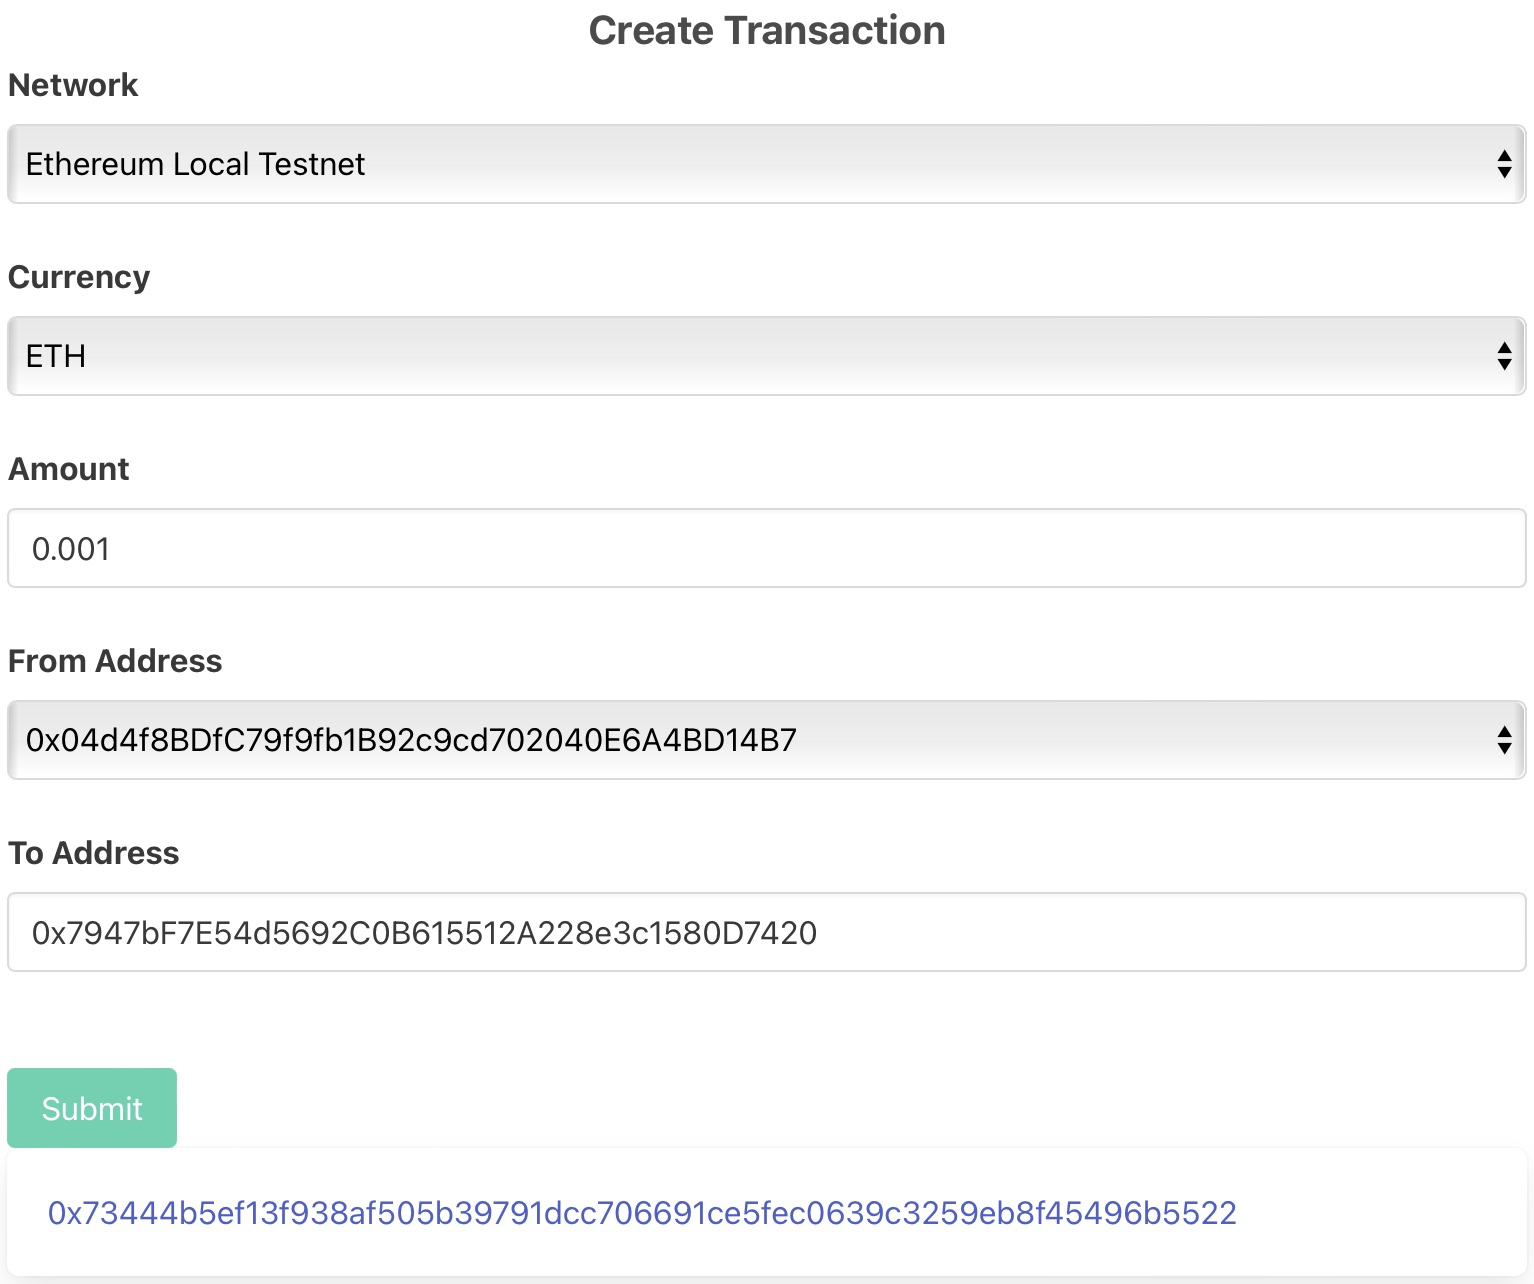 Create Transaction
Network
Ethereum Local Testnet
Currency
ETH
Amount
0.001
From Address
0x04d4f8BDfC79f9fb1B92c9cd702040E6A4BD14B7
To Address
0x7947bF7E54d5692C0B615512A228e3c1580D7420
Submit
0x73444b5ef13f938af505b39791dcc706691ce5fec0639c3259eb8f45496b5522